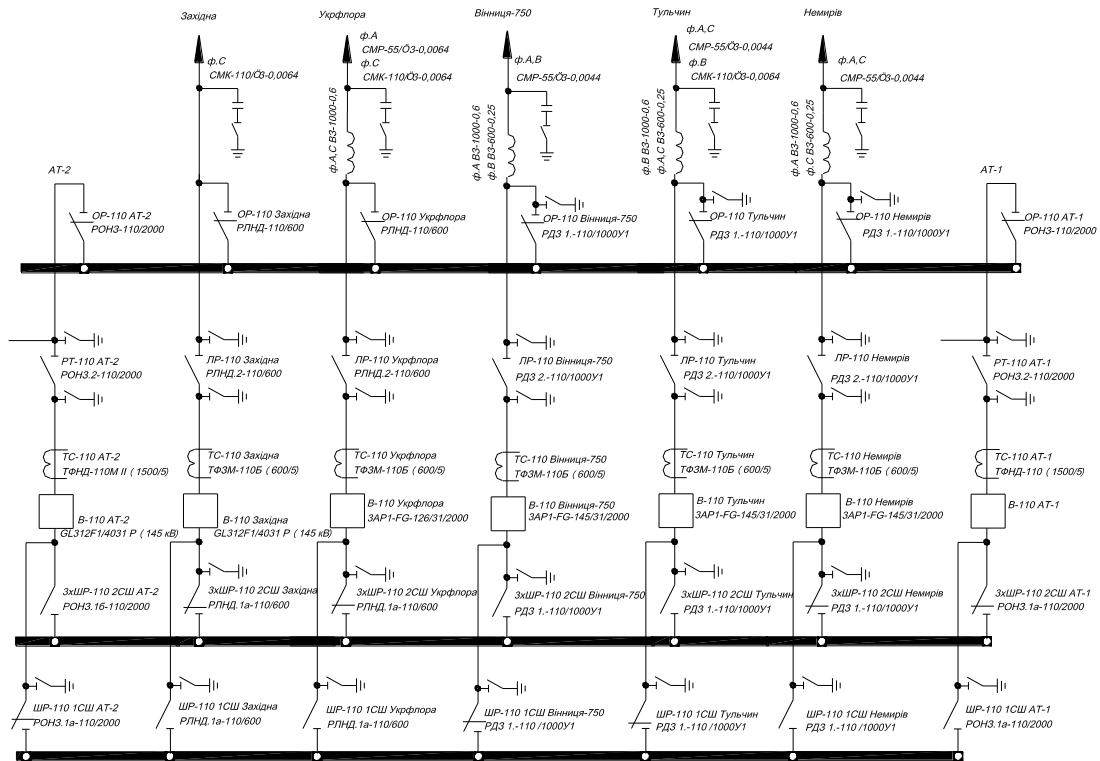 Західна
Укрфлора
Вінниця-750
Тульчин
Немирів
ф.С
СМК-110/Ö3-0,0064
ф.А
СМР-55/Ö3-0,0064
ф.С
СМК-110/Ö3-0,0064
ф.А,В
СМР-55/Ö3-0,0044
ф.А,С
СМР-55/Ö3-0,0044
ф.В
СМК-110/Ö3-0,0064
ф.А,С
СМР-55/Ö3-0,0044
ф.А,С ВЗ-1000-0,6
ф.А ВЗ-1000-0,6
ф.В ВЗ-600-0,25
ф.В ВЗ-1000-0,6
ф.А,С ВЗ-600-0,25
ф.А ВЗ-1000-0,6
ф.С ВЗ-600-0,25
АТ-2
АТ-1
ОР-110 АТ-2
РОНЗ-110/2000
ОР-110 Західна
РЛНД-110/600
ОР-110 Укрфлора
РЛНД-110/600
ОР-110 Вінниця-750
РДЗ 1.-110/1000У1
ОР-110 Тульчин
РДЗ 1.-110/1000У1
ОР-110 Немирів
РДЗ 1.-110/1000У1
ОР-110 АТ-1
РОНЗ-110/2000
РТ-110 АТ-2
РОНЗ.2-110/2000
ЛР-110 Західна
РЛНД.2-110/600
ЛР-110 Укрфлора
РЛНД.2-110/600
ЛР-110 Вінниця-750
РДЗ 2.-110/1000У1
ЛР-110 Тульчин
РДЗ 2.-110/1000У1
ЛР-110 Немирів
РДЗ 2.-110/1000У1
РТ-110 АТ-1
РОНЗ.2-110/2000
ТС-110 АТ-2
ТФНД-110М II ( 1500/5)
ТС-110 Західна
ТФЗМ-110Б ( 600/5)
ТС-110 Укрфлора
ТФЗМ-110Б ( 600/5)
ТС-110 Вінниця-750
ТФЗМ-110Б ( 600/5)
ТС-110 Тульчин
ТФЗМ-110Б ( 600/5)
ТС-110 Немирів
ТФЗМ-110Б ( 600/5)
ТС-110 АТ-1
ТФНД-110 ( 1500/5)
В-110 АТ-2
GL312F1/4031 P ( 145 кВ)
В-110 Західна
GL312F1/4031 P ( 145 кВ)
В-110 Укрфлора
3AP1-FG-126/31/2000
В-110 Вінниця-750
3AP1-FG-145/31/2000
В-110 Тульчин
3AP1-FG-145/31/2000
В-110 Немирів
3AP1-FG-145/31/2000
В-110 АТ-1
3хШР-110 2СШ АТ-2
РОНЗ.1б-110/2000
3хШР-110 2СШ Західна
РЛНД.1а-110/600
3хШР-110 2СШ Укрфлора
РЛНД.1а-110/600
3хШР-110 2СШ Вінниця-750
РДЗ 1.-110/1000У1
3хШР-110 2СШ Тульчин
РДЗ 1.-110/1000У1
3хШР-110 2СШ Немирів
РДЗ 1.-110/1000У1
3хШР-110 2СШ АТ-1
РОНЗ.1а-110/2000
ШР-110 1СШ АТ-2
РОНЗ.1а-110/2000
ШР-110 1СШ Західна
РЛНД.1а-110/600
ШР-110 1СШ Укрфлора
РЛНД.1а-110/600
ШР-110 1СШ Вінниця-750
РДЗ 1.-110 /1000У1
ШР-110 1СШ Тульчин
РДЗ 1.-110 /1000У1
ШР-110 1СШ Немирів
РДЗ 1.-110 /1000У1
ШР-110 1СШ АТ-1
РОНЗ.1а-110/2000